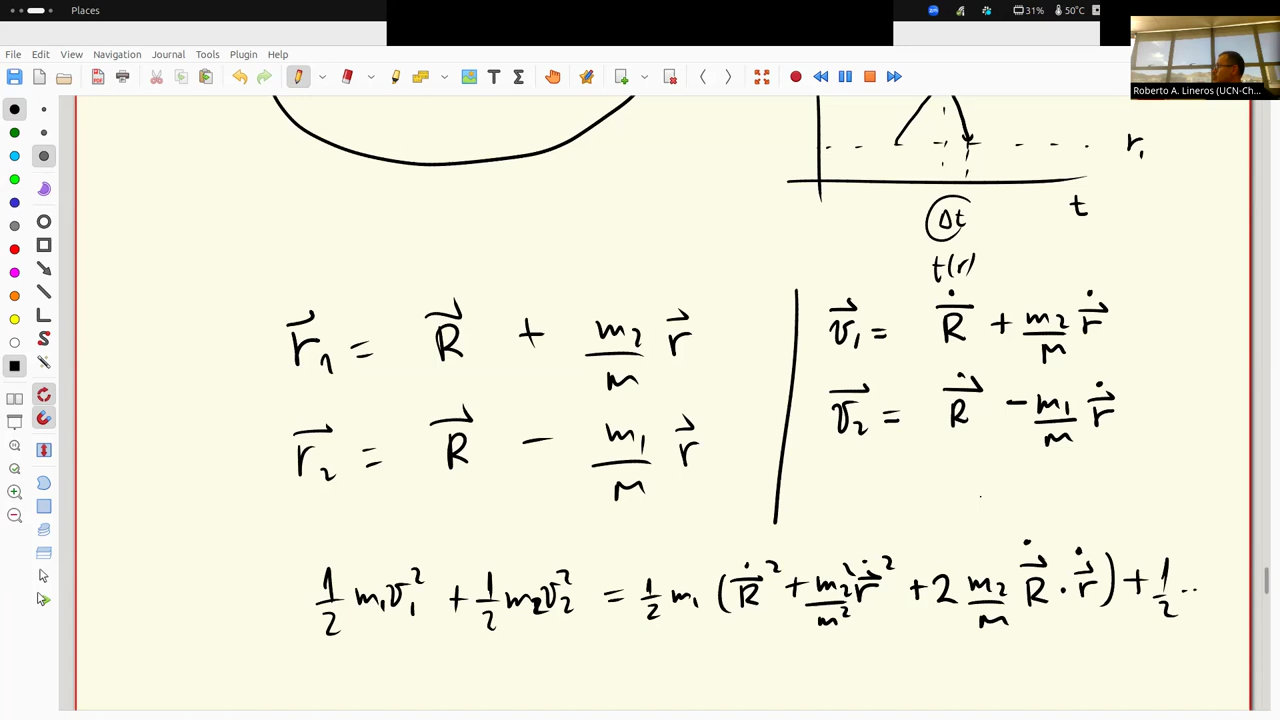 Places
31% 50°C
File Edit View Navigation Journal Tools Plugin Help
Roberto A. Lineros (UCN-Ch...
r₁
t
Δt
t(r)
r⃗₁ = R⃗ + m₂/M r⃗
v⃗₁ = Ṙ⃗ + m₂/M ṙ⃗
v⃗₂ = Ṙ⃗ - m₁/M ṙ⃗
r⃗₂ = R⃗ - m₁/M r⃗
1/2 m₁v₁² + 1/2 m₂v₂² = 1/2 m₁ (Ṙ⃗² + m₂²/M² ṙ⃗² + 2 m₂/M Ṙ⃗ · ṙ⃗) + 1/2 ..